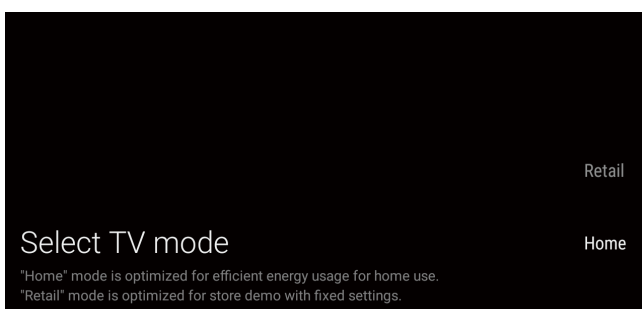 Retail
Select TV mode
Home
"Home" mode is optimized for efficient energy usage for home use.
"Retail" mode is optimized for store demo with fixed settings.